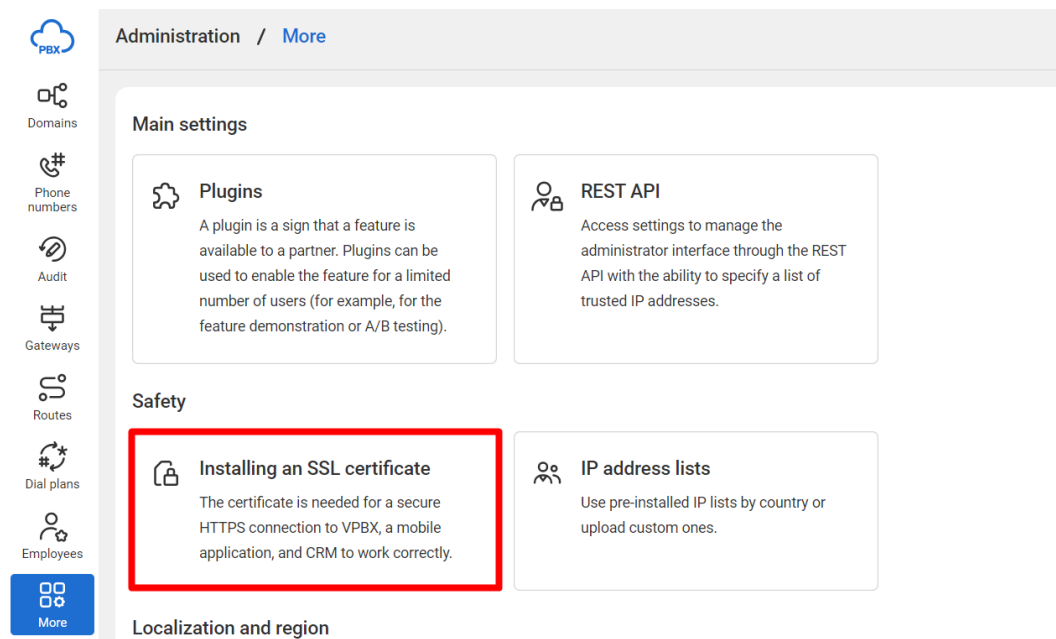 PBX
Domains
Phone
numbers
Audit
Gateways
Routes
Dial plans
Employees
More
Administration / More
Main settings
Plugins
A plugin is a sign that a feature is
available to a partner. Plugins can be
used to enable the feature for a limited
number of users (for example, for the
feature demonstration or A/B testing).
REST API
Access settings to manage the
administrator interface through the REST
API with the ability to specify a list of
trusted IP addresses.
Safety
Installing an SSL certificate
The certificate is needed for a secure
HTTPS connection to VPBX, a mobile
application, and CRM to work correctly.
IP address lists
Use pre-installed IP lists by country or
upload custom ones.
Localization and region